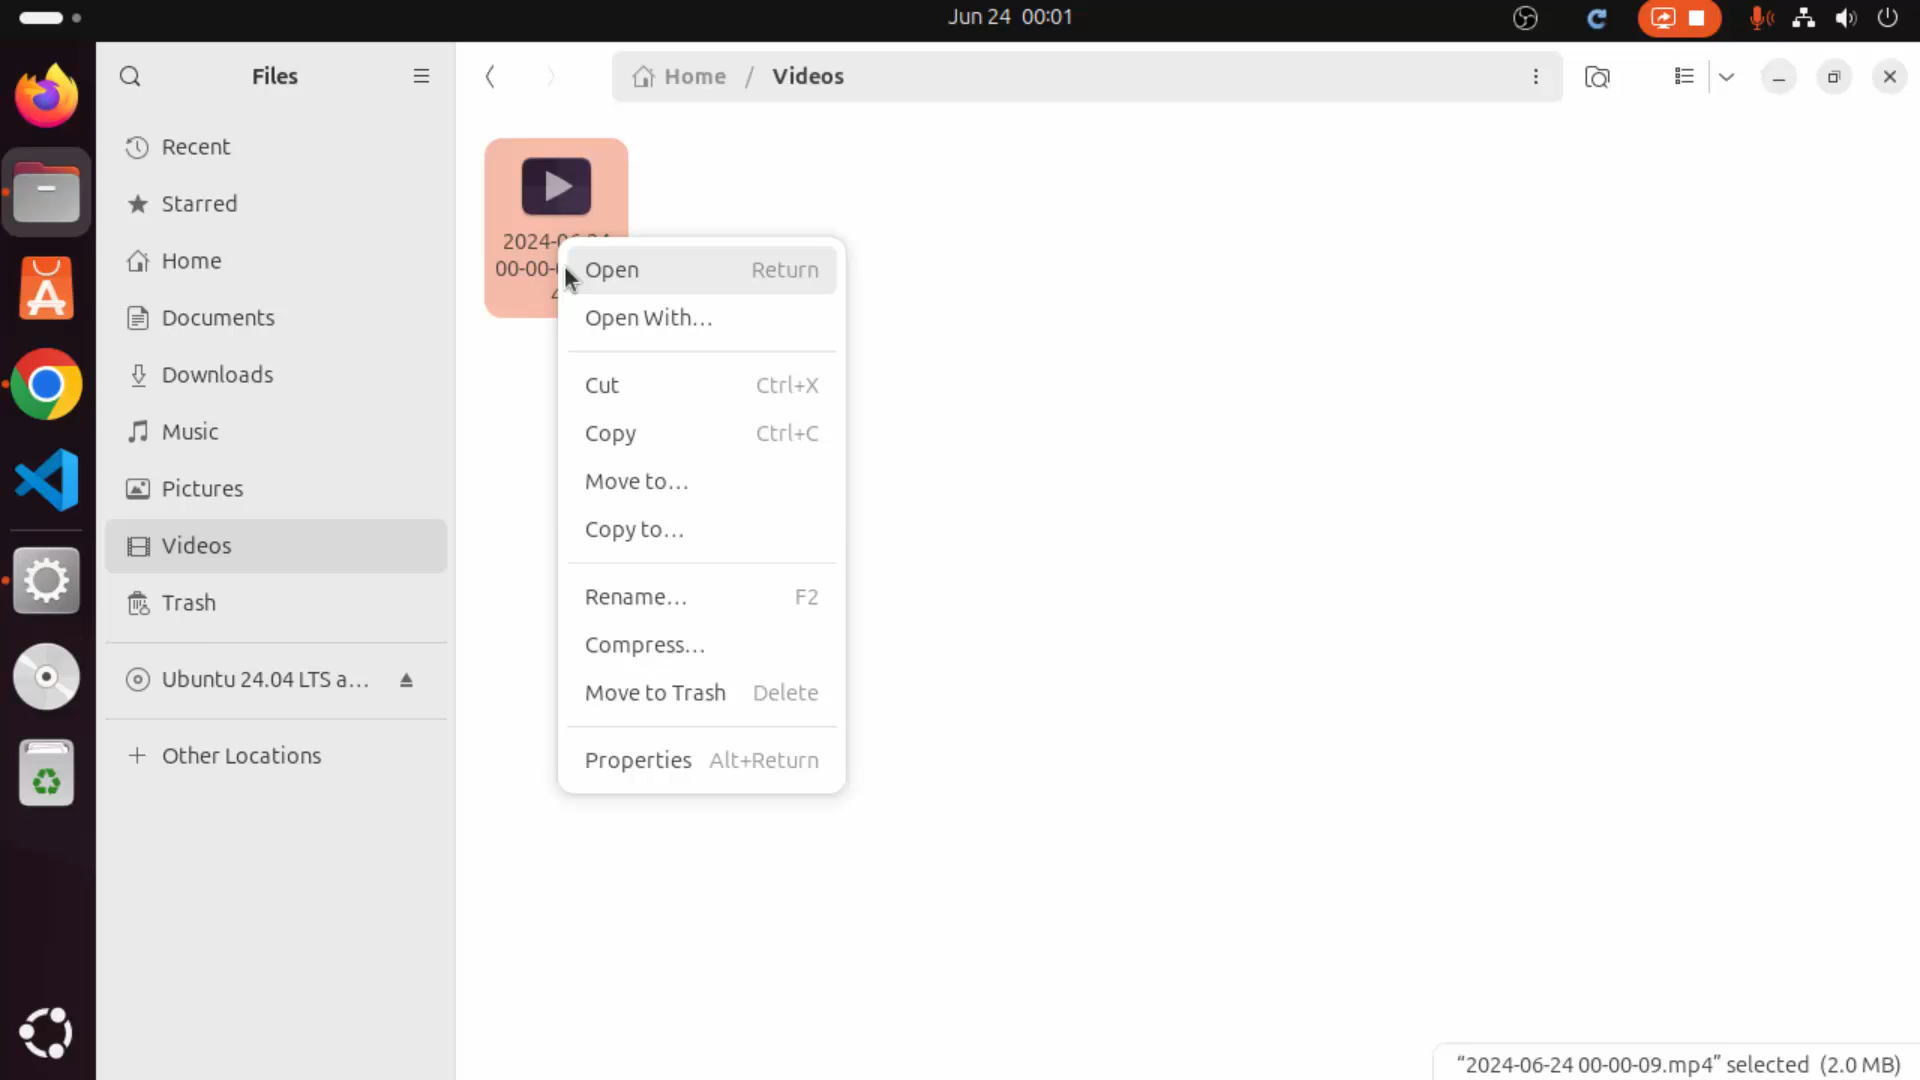 Jun 24 00:01
Files
Home / Videos
Recent
Starred
Home
Documents
Downloads
Music
Pictures
Videos
Trash
Ubuntu 24.04 LTS a...
Other Locations
00-00-
Open Return
Open With...
Cut Ctrl+X
Copy Ctrl+C
Move to...
Copy to...
Rename... F2
Compress...
Move to Trash Delete
Properties Alt+Return
"2024-06-24 00-00-09.mp4" selected (2.0 MB)